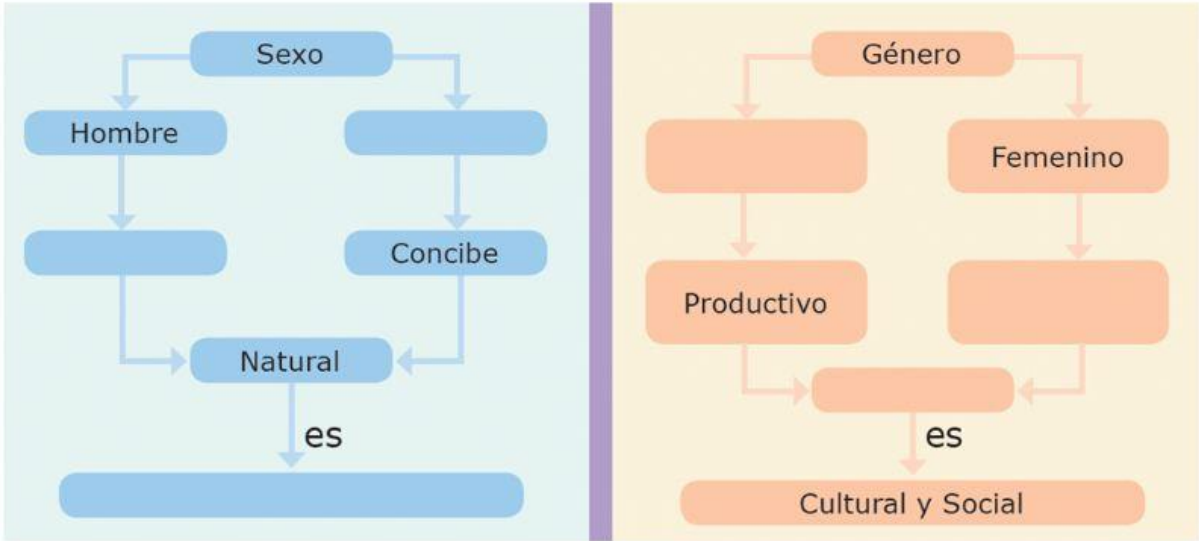 Sexo
Hombre
Concibe
Natural
es
Género
Femenino
Productivo
es
Cultural y Social